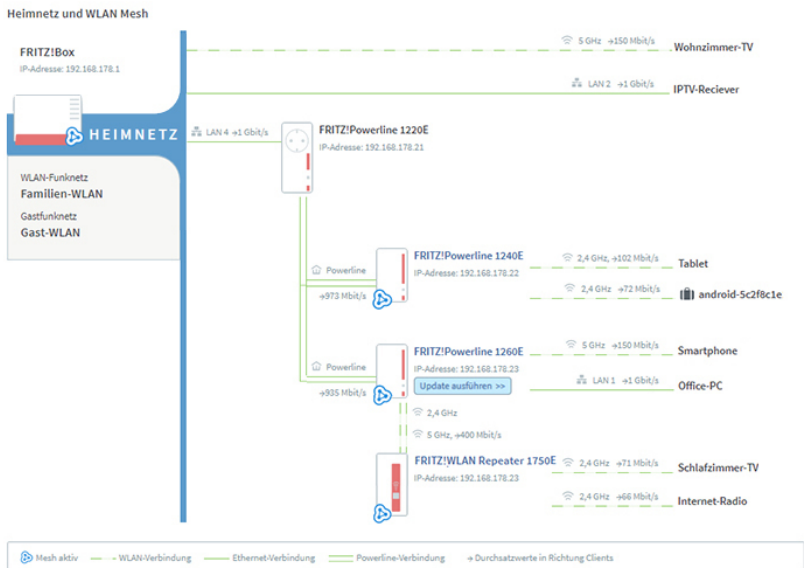 Heimnetz und WLAN Mesh
FRITZ!Box
IP-Adresse: 192.168.178.1
5 GHz →150 Mbit/s Wohnzimmer-TV
LAN 2 →1 Gbit/s IPTV-Reciever
HEIMNETZ
LAN 4 →1 Gbit/s
FRITZ!Powerline 1220E
IP-Adresse: 192.168.178.21
WLAN-Funknetz
Familien-WLAN
Gastfunknetz
Gast-WLAN
Powerline
→973 Mbit/s
FRITZ!Powerline 1240E
IP-Adresse: 192.168.178.22
2,4 GHz, →102 Mbit/s Tablet
2,4 GHz →72 Mbit/s android-5c2f8c1e
Powerline
→935 Mbit/s
FRITZ!Powerline 1260E
IP-Adresse: 192.168.178.23
Update ausführen >>
5 GHz →150 Mbit/s Smartphone
LAN 1 →1 Gbit/s Office-PC
2,4 GHz
5 GHz, →400 Mbit/s
FRITZ!WLAN Repeater 1750E
IP-Adresse: 192.168.178.23
2,4 GHz →71 Mbit/s Schlafzimmer-TV
2,4 GHz →66 Mbit/s Internet-Radio
Mesh aktiv WLAN-Verbindung Ethernet-Verbindung Powerline-Verbindung → Durchsatzwerte in Richtung Clients